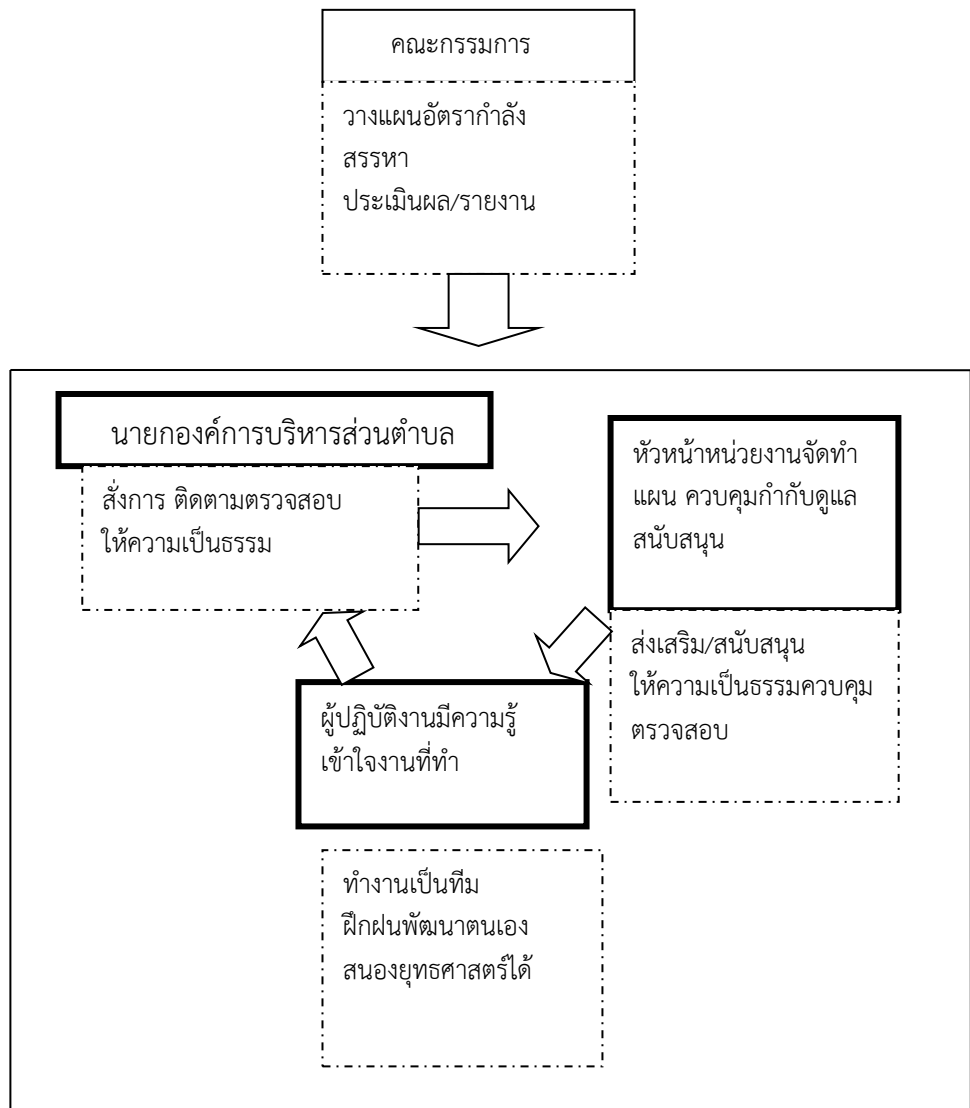 คณะกรรมการ
วางแผนอัตรากำลัง
สรรหา
ประเมินผล/รายงาน
นายกองค์การบริหารส่วนตำบล
สั่งการ ติดตามตรวจสอบ
ให้ความเป็นธรรม
หัวหน้าหน่วยงานจัดทำ
แผน ควบคุมกำกับดูแล
สนับสนุน
ส่งเสริม/สนับสนุน
ให้ความเป็นธรรมควบคุม
ตรวจสอบ
ผู้ปฏิบัติงานมีความรู้
เข้าใจงานที่ทำ
ทำงานเป็นทีม
ฝึกฝนพัฒนาตนเอง
สนองยุทธศาสตร์ได้